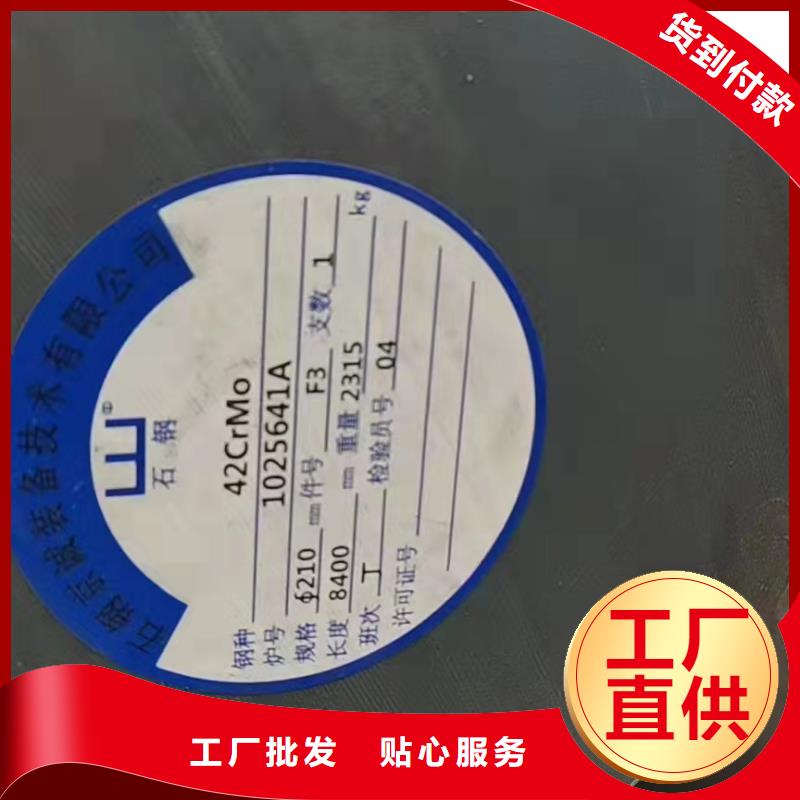 货到付款
石钢京诚装备技术有限公司
石钢
钢种 42CrMo
炉号 1025641A
规格 ϕ210 mm 件号 F3 支数 1
长度 8400 mm 重量 2315 kg
班次 丁 检验员号 04
许可证号
工厂
直供
工厂批发 贴心服务